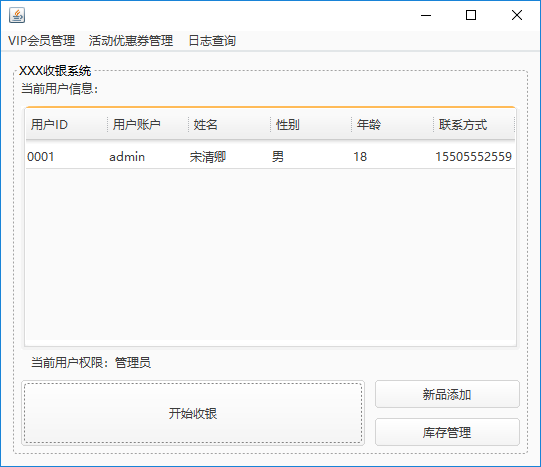 VIP会员管理 活动优惠券管理 日志查询
XXX收银系统
当前用户信息：
用户ID 用户账户 姓名 性别 年龄 联系方式
0001 admin 宋清卿 男 18 15505552559
当前用户权限：管理员
开始收银
新品添加
库存管理